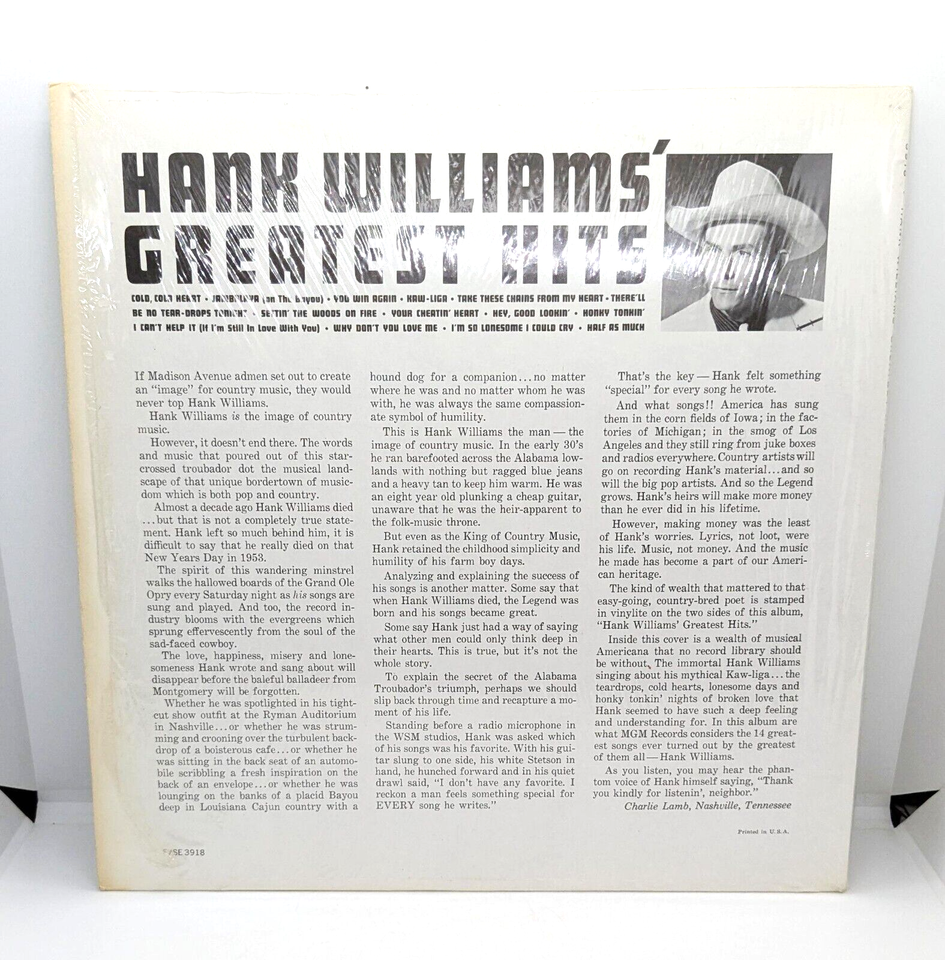 HANK WILLIAMS'
GREATEST HITS
COLD, COLD HEART • JAMBALAYA (on The Bayou) • YOU WIN AGAIN • KAW-LIGA • TAKE THESE CHAINS FROM MY HEART • THERE'LL
BE NO TEAR-DROPS TONIGHT • SETTIN' THE WOODS ON FIRE • YOUR CHEATIN' HEART • HEY, GOOD LOOKIN' • HONKY TONKIN'
I CAN'T HELP IT (If I'm Still In Love With You) • WHY DON'T YOU LOVE ME • I'M SO LONESOME I COULD CRY • HALF AS MUCH
If Madison Avenue admen set out to create
an "image" for country music, they would
never top Hank Williams.
Hank Williams is the image of country
music.
However, it doesn't end there. The words
and music that poured out of this star-
crossed troubador dot the musical land-
scape of that unique bordertown of music-
dom which is both pop and country.
Almost a decade ago Hank Williams died
...but that is not a completely true state-
ment. Hank left so much behind him, it is
difficult to say that he really died on that
New Years Day in 1953.
The spirit of this wandering minstrel
walks the hallowed boards of the Grand Ole
Opry every Saturday night as his songs are
sung and played. And too, the record in-
dustry blooms with the evergreens which
sprung effervescently from the soul of the
sad-faced cowboy.
The love, happiness, misery and lone-
someness Hank wrote and sang about will
disappear before the baleful balladeer from
Montgomery will be forgotten.
Whether he was spotlighted in his tight-
cut show outfit at the Ryman Auditorium
in Nashville...or whether he was strum-
ming and crooning over the turbulent back-
drop of a boisterous cafe...or whether he
was sitting in the back seat of an automo-
bile scribbling a fresh inspiration on the
back of an envelope...or whether he was
lounging on the banks of a placid Bayou
deep in Louisiana Cajun country with a
hound dog for a companion...no matter
where he was and no matter whom he was
with, he was always the same compassion-
ate symbol of humility.
This is Hank Williams the man — the
image of country music. In the early 30's
he ran barefooted across the Alabama low-
lands with nothing but ragged blue jeans
and a heavy tan to keep him warm. He was
an eight year old plunking a cheap guitar,
unaware that he was the heir-apparent to
the folk-music throne.
But even as the King of Country Music,
Hank retained the childhood simplicity and
humility of his farm boy days.
Analyzing and explaining the success of
his songs is another matter. Some say that
when Hank Williams died, the Legend was
born and his songs became great.
Some say Hank just had a way of saying
what other men could only think deep in
their hearts. This is true, but it's not the
whole story.
To explain the secret of the Alabama
Troubador's triumph, perhaps we should
slip back through time and recapture a mo-
ment of his life.
Standing before a radio microphone in
the WSM studios, Hank was asked which
of his songs was his favorite. With his gui-
tar slung to one side, his white Stetson in
hand, he hunched forward and in his quiet
drawl said, "I don't have any favorite. I
reckon a man feels something special for
EVERY song he writes."
That's the key — Hank felt something
"special" for every song he wrote.
And what songs!! America has sung
them in the corn fields of Iowa; in the fac-
tories of Michigan; in the smog of Los
Angeles and they still ring from juke boxes
and radios everywhere. Country artists will
go on recording Hank's material...and so
will the big pop artists. And so the Legend
grows. Hank's heirs will make more money
than he ever did in his lifetime.
However, making money was the least
of Hank's worries. Lyrics, not loot, were
his life. Music, not money. And the music
he made has become a part of our Ameri-
can heritage.
The kind of wealth that mattered to that
easy-going, country-bred poet is stamped
in vinylite on the two sides of this album,
"Hank Williams' Greatest Hits."
Inside this cover is a wealth of musical
Americana that no record library should
be without. The immortal Hank Williams
singing about his mythical Kaw-liga...the
teardrops, cold hearts, lonesome days and
honky tonkin' nights of broken love that
Hank seemed to have such a deep feeling
and understanding for. In this album are
what MGM Records considers the 14 great-
est songs ever turned out by the greatest
of them all — Hank Williams.
As you listen, you may hear the phan-
tom voice of Hank himself saying, "Thank
you kindly for listenin', neighbor."
Charlie Lamb, Nashville, Tennessee
Printed in U.S.A.
SE 3918